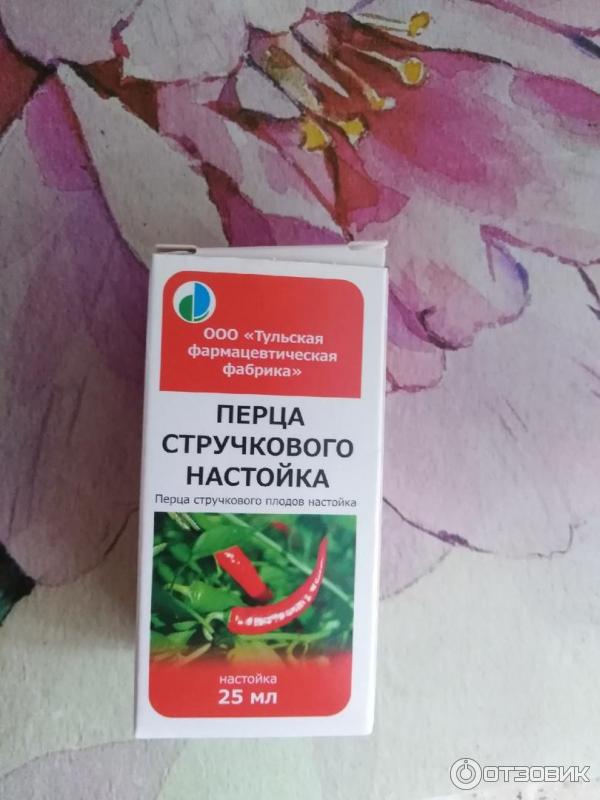 ООО «Тульская
фармацевтическая
фабрика»
ПЕРЦА
СТРУЧКОВОГО
НАСТОЙКА
Перца стручкового плодов настойка
настойка
25 мл
ОТЗОВИК